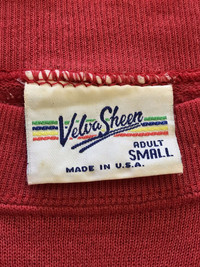 Velva Sheen
ADULT
SMALL
MADE IN U.S.A.